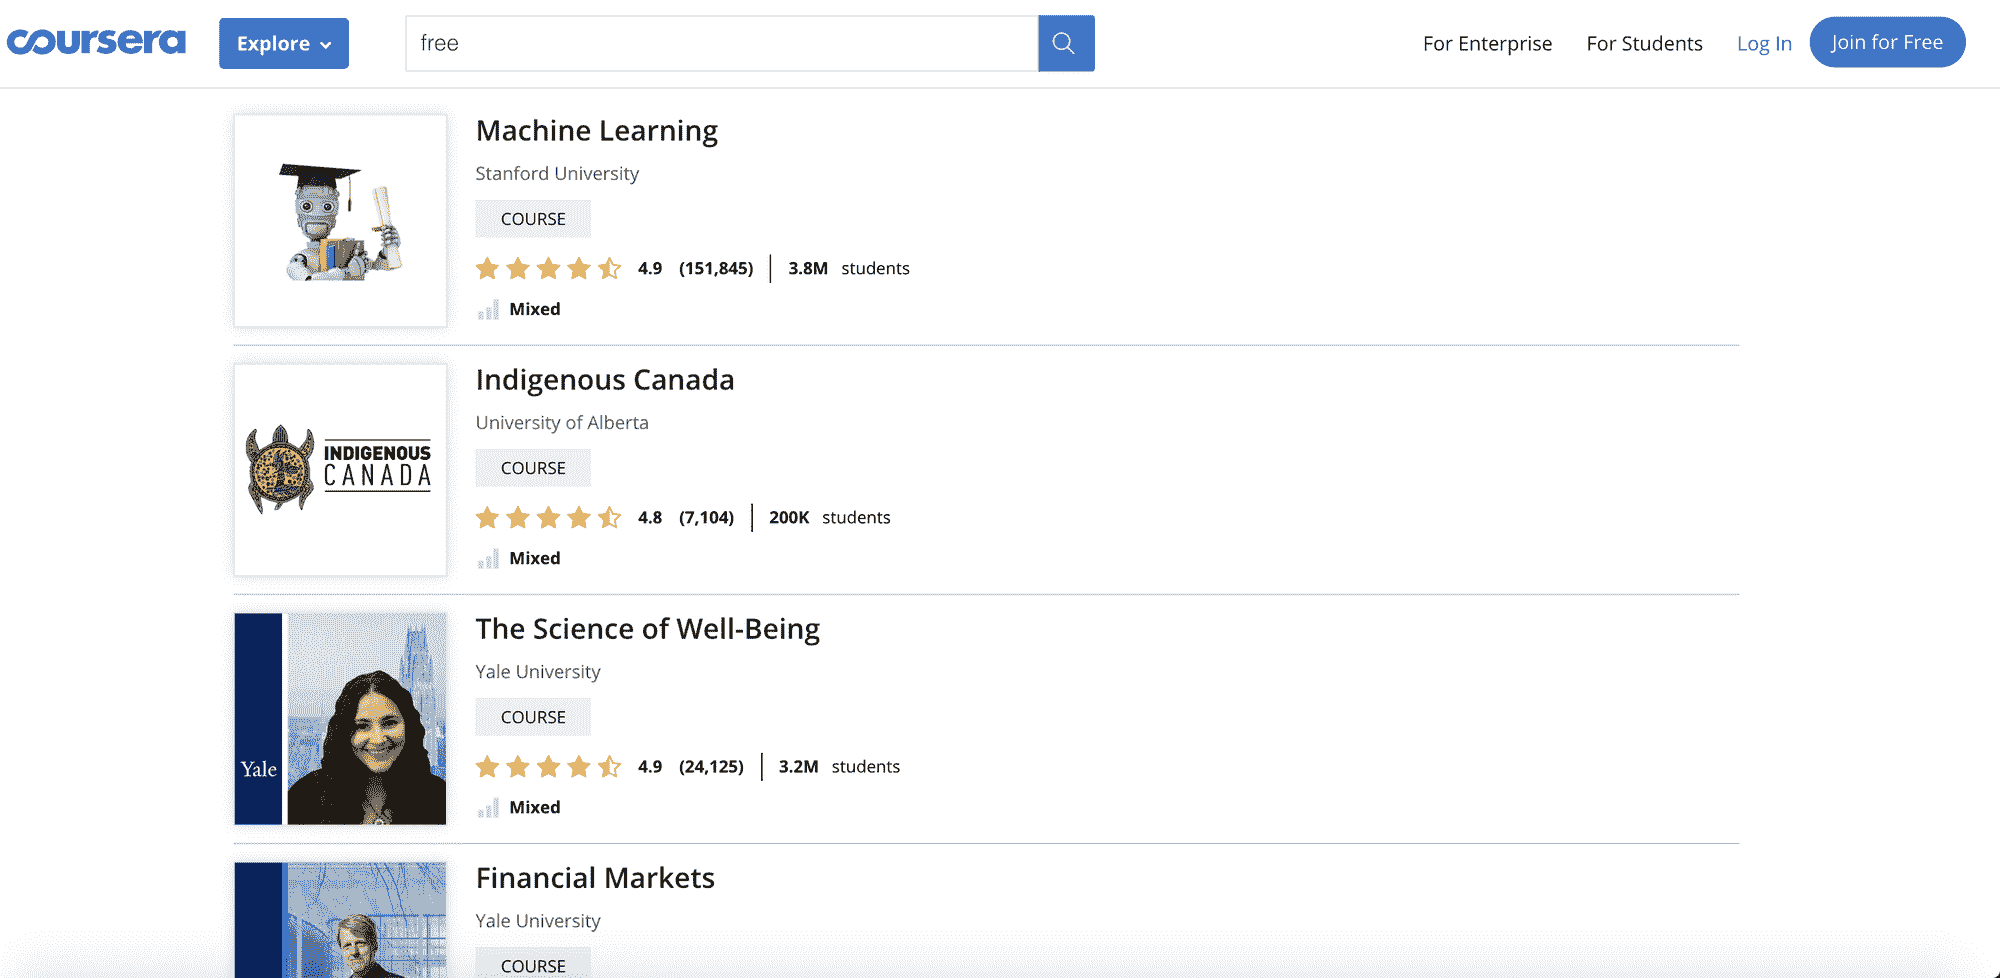 coursera
Explore
free
For Enterprise
For Students
Log In
Join for Free
Machine Learning
Stanford University
COURSE
4.9 (151,845) 3.8M students
Mixed
INDIGENOUS
CANADA
Indigenous Canada
University of Alberta
COURSE
4.8 (7,104) 200K students
Mixed
Yale
The Science of Well-Being
Yale University
COURSE
4.9 (24,125) 3.2M students
Mixed
Financial Markets
Yale University
COURSE